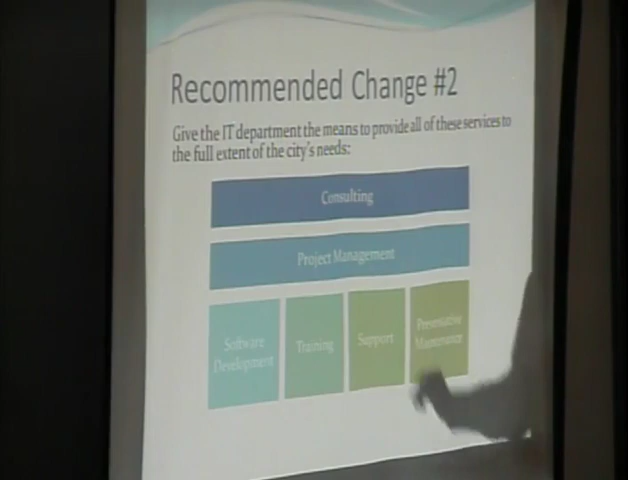 Recommended Change #2
Give the IT department the means to provide all of these services to
the full extent of the city's needs:
Consulting
Project Management
Software
Development
Training
Support
Preventative
Maintenance